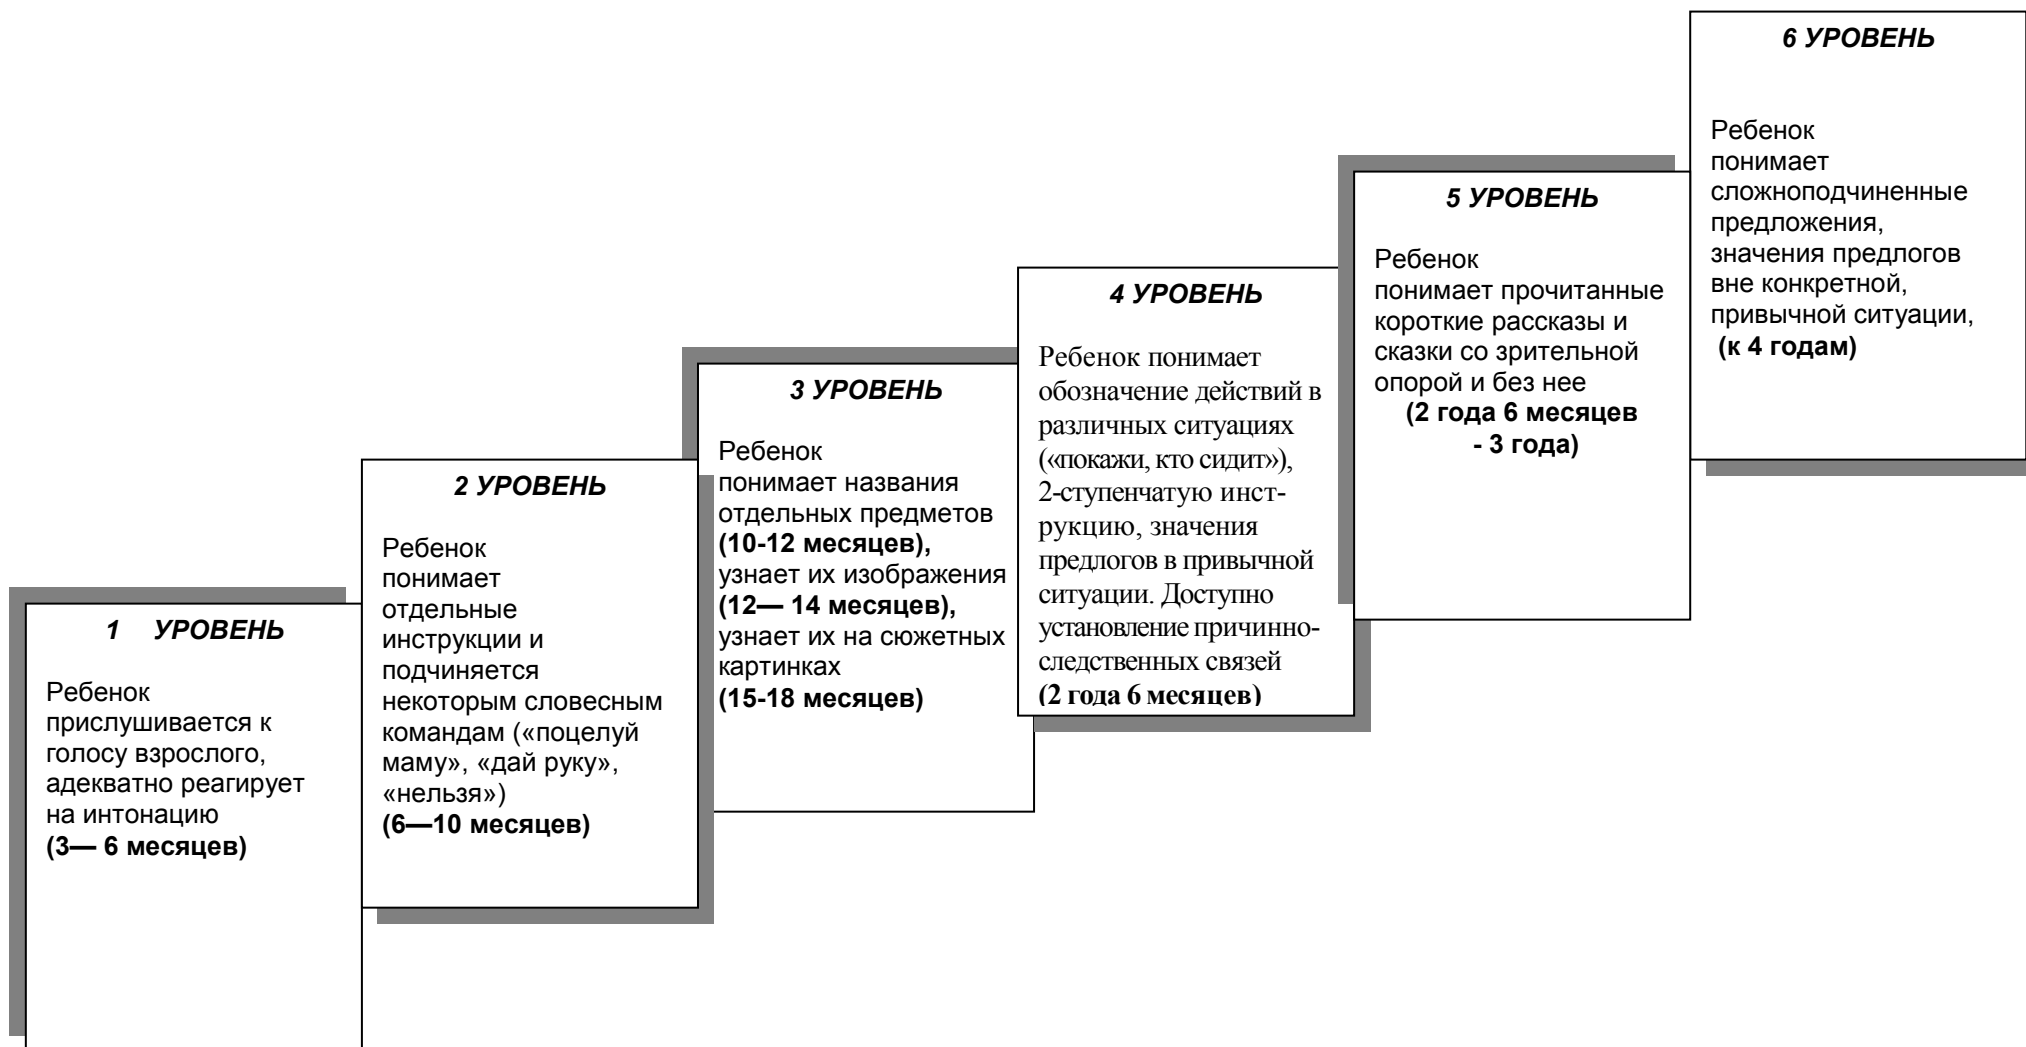 1 УРОВЕНЬ
Ребенок
прислушивается к
голосу взрослого,
адекватно реагирует
на интонацию
(3— 6 месяцев)
2 УРОВЕНЬ
Ребенок
понимает
отдельные
инструкции и
подчиняется
некоторым словесным
командам («поцелуй
маму», «дай руку»,
«нельзя»)
(6—10 месяцев)
3 УРОВЕНЬ
Ребенок
понимает названия
отдельных предметов
(10-12 месяцев),
узнает их изображения
(12— 14 месяцев),
узнает их на сюжетных
картинках
(15-18 месяцев)
4 УРОВЕНЬ
Ребенок понимает
обозначение действий в
различных ситуациях
(«покажи, кто сидит»),
2-ступенчатую инст-
рукцию, значения
предлогов в привычной
ситуации. Доступно
установление причинно-
следственных связей
(2 года 6 месяцев)
5 УРОВЕНЬ
Ребенок
понимает прочитанные
короткие рассказы и
сказки со зрительной
опорой и без нее
(2 года 6 месяцев
- 3 года)
6 УРОВЕНЬ
Ребенок
понимает
сложноподчиненные
предложения,
значения предлогов
вне конкретной,
привычной ситуации,
(к 4 годам)